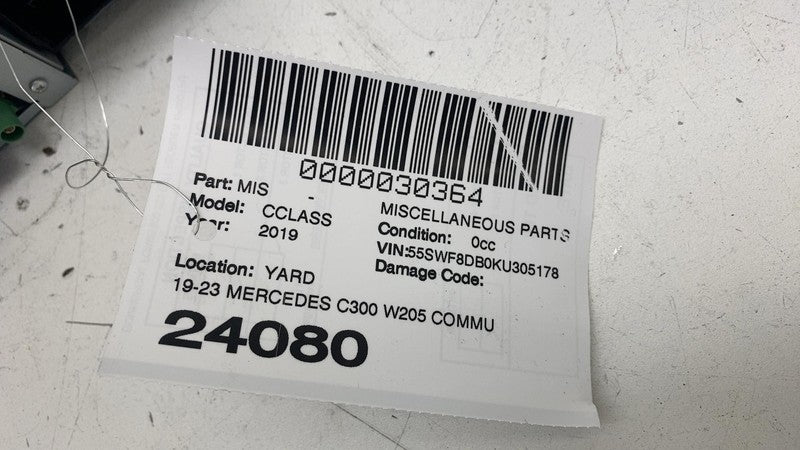 0000030364
Part: MIS - MISCELLANEOUS PARTS
Model: CCLASS Condition: 0cc
Year: 2019 VIN:55SWF8DB0KU305178
Damage Code:
Location: YARD
19-23 MERCEDES C300 W205 COMMU
24080